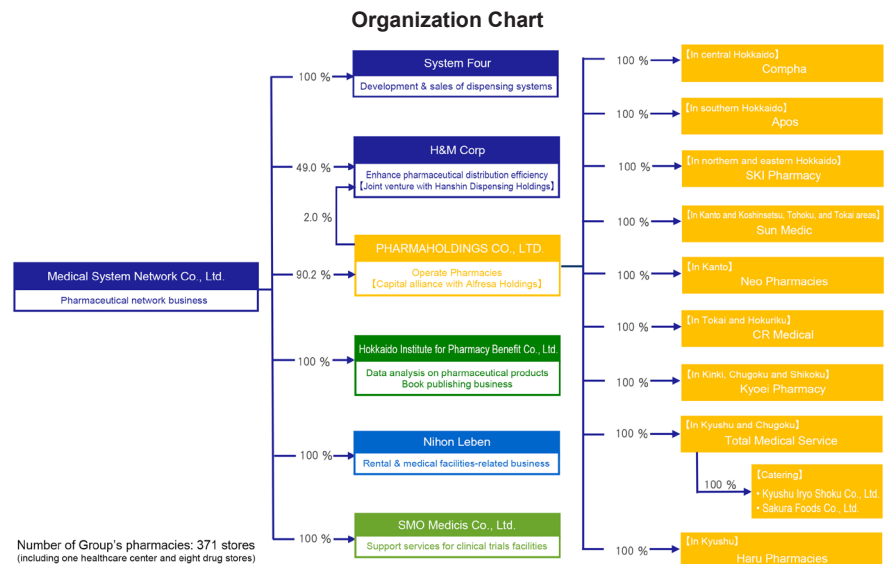 Organization Chart
Medical System Network Co., Ltd.
Pharmaceutical network business
100 %
System Four
Development & sales of dispensing systems
49.0 %
H&M Corp
Enhance pharmaceutical distribution efficiency
【Joint venture with Hanshin Dispensing Holdings】
2.0 %
90.2 %
PHARMAHOLDINGS CO., LTD.
Operate Pharmacies
【Capital alliance with Alfresa Holdings】
100 %
Hokkaido Institute for Pharmacy Benefit Co., Ltd.
Data analysis on pharmaceutical products
Book publishing business
100 %
Nihon Leben
Rental & medical facilities-related business
100 %
SMO Medicis Co., Ltd.
Support services for clinical trials facilities
100 %
【In central Hokkaido】
Compha
100 %
【In southern Hokkaido】
Apos
100 %
【In northern and eastern Hokkaido】
SKI Pharmacy
100 %
【In Kanto and Koshinsetsu, Tohoku, and Tokai areas】
Sun Medic
100 %
【In Kanto】
Neo Pharmacies
100 %
【In Tokai and Hokuriku】
CR Medical
100 %
【In Kinki, Chugoku and Shikoku】
Kyoei Pharmacy
100 %
【In Kyushu and Chugoku】
Total Medical Service
100 %
【Catering】
• Kyushu Iryo Shoku Co., Ltd.
• Sakura Foods Co., Ltd.
100 %
【In Kyushu】
Haru Pharmacies
Number of Group's pharmacies: 371 stores
(including one healthcare center and eight drug stores)